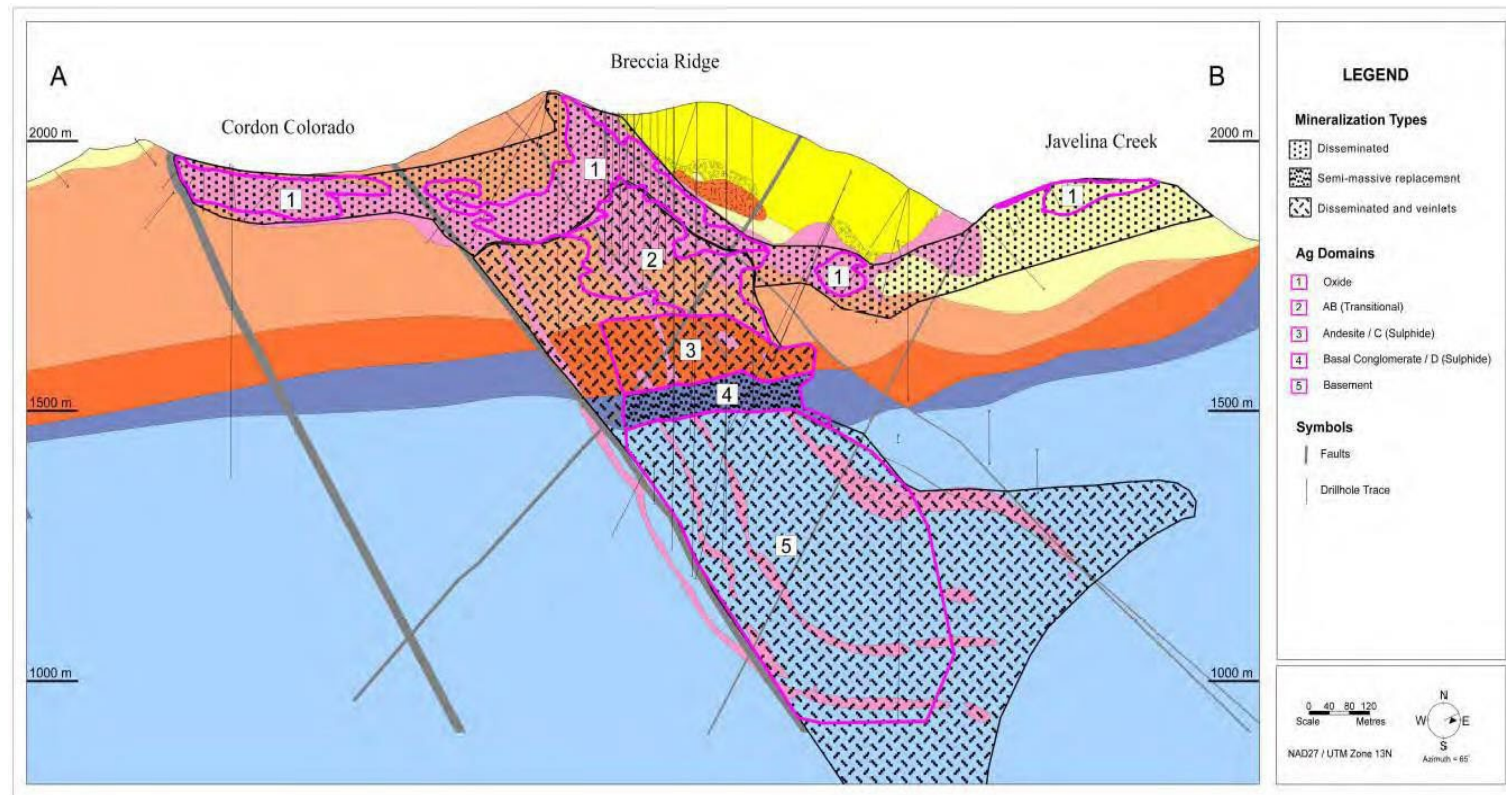 A
Breccia Ridge
B
Cordon Colorado
Javelina Creek
2000 m
2000 m
1
1
1
1
2
3
4
5
1500 m
1500 m
1000 m
1000 m
LEGEND
Mineralization Types
Disseminated
Semi-massive replacement
Disseminated and veinlets
Ag Domains
1 Oxide
2 AB (Transitional)
3 Andesite / C (Sulphide)
4 Basal Conglomerate / D (Sulphide)
5 Basement
Symbols
Faults
Drillhole Trace
0 40 80 120
Scale Metres
NAD27 / UTM Zone 13N
N
W E
S
Azimuth = 65°